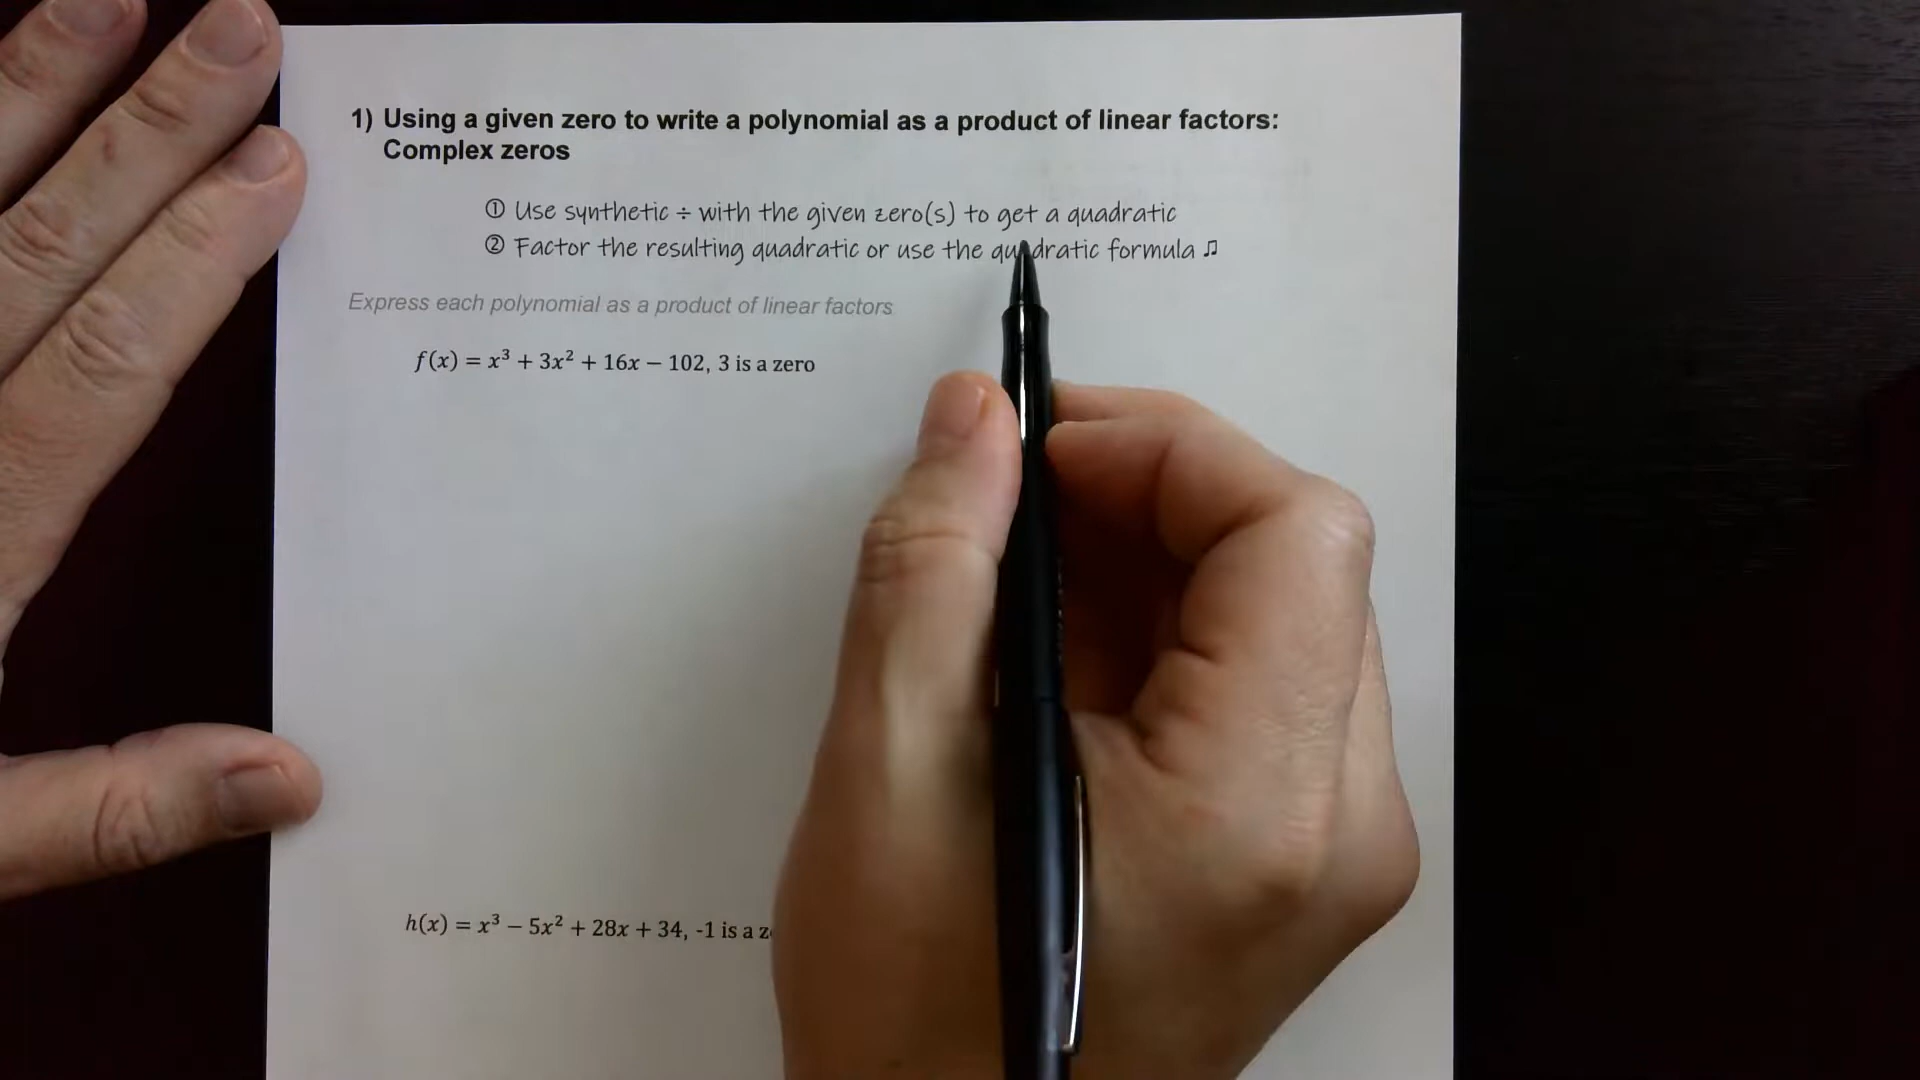 1) Using a given zero to write a polynomial as a product of linear factors:
Complex zeros
① Use synthetic ÷ with the given zero(s) to get a quadratic
② Factor the resulting quadratic or use the quadratic formula ♫
Express each polynomial as a product of linear factors
f(x) = x³ + 3x² + 16x − 102, 3 is a zero
h(x) = x³ − 5x² + 28x + 34, -1 is a